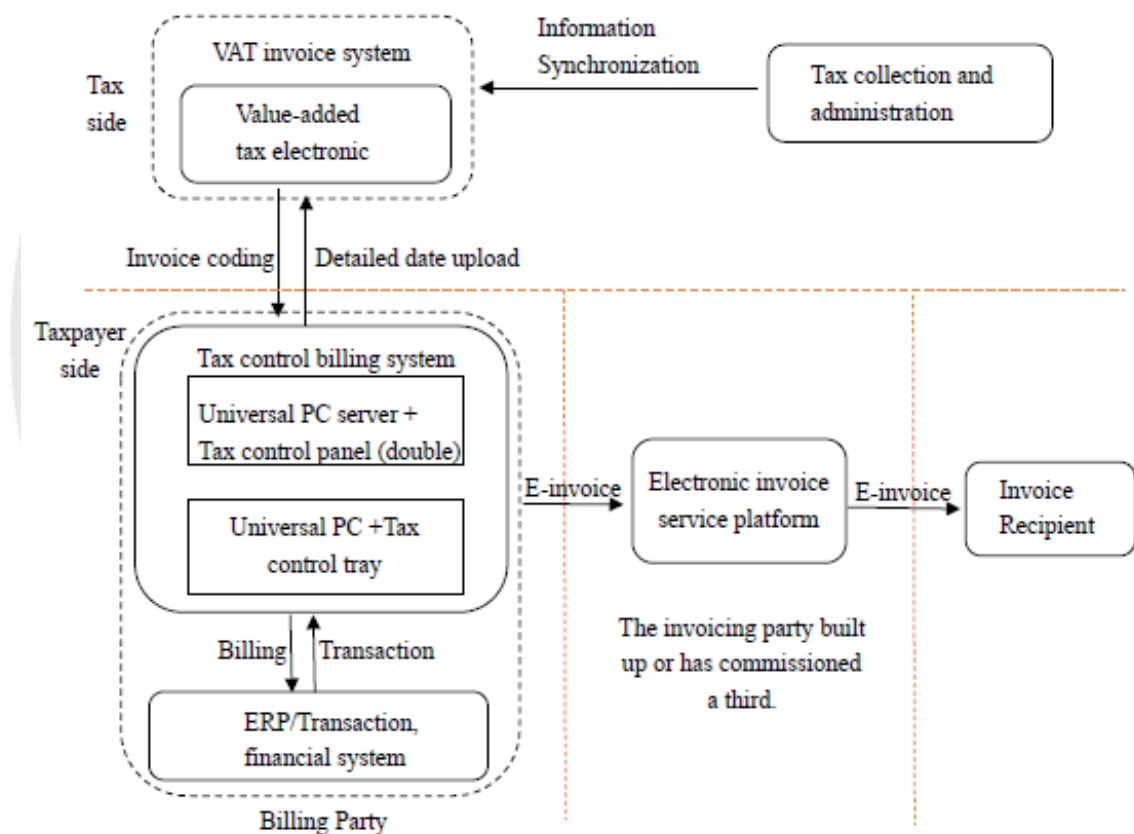 VAT invoice system
Tax
side
Value-added
tax electronic
Information
Synchronization
Tax collection and
administration
Invoice coding
Detailed date upload
Taxpayer
side
Tax control billing system
Universal PC server +
Tax control panel (double)
Universal PC +Tax
control tray
Billing
Transaction
ERP/Transaction,
financial system
Billing Party
E-invoice
Electronic invoice
service platform
The invoicing party built
up or has commissioned
a third.
E-invoice
Invoice
Recipient